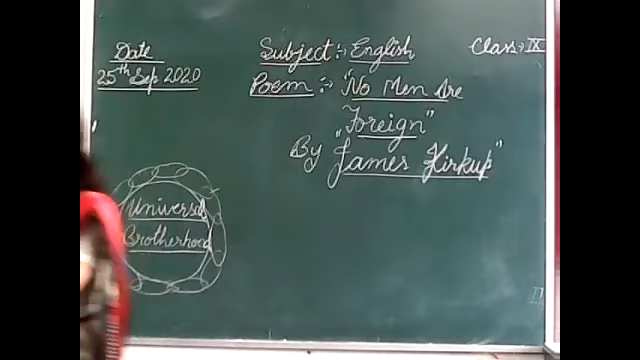 Date
25th Sep 2020
Subject :- English
Class :- IX
Poem :- "No Men Are
Foreign"
By "James Kirkup"
Universal
Brotherhood